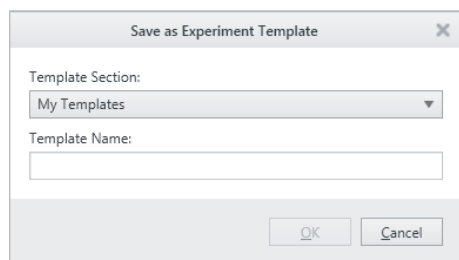 Save as Experiment Template
Template Section:
My Templates
Template Name:
OK
Cancel